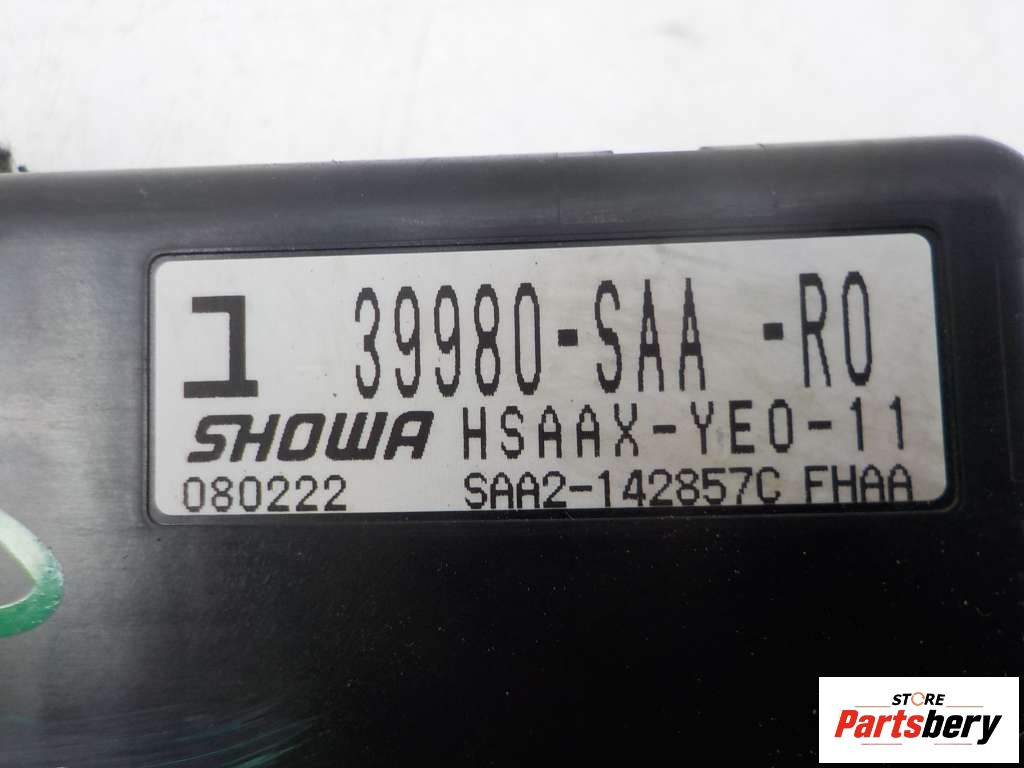 1 39980-SAA -R0
SHOWA HSAAX-YE0-11
080222 SAA2-142857C FHAA
STORE
Partsbery